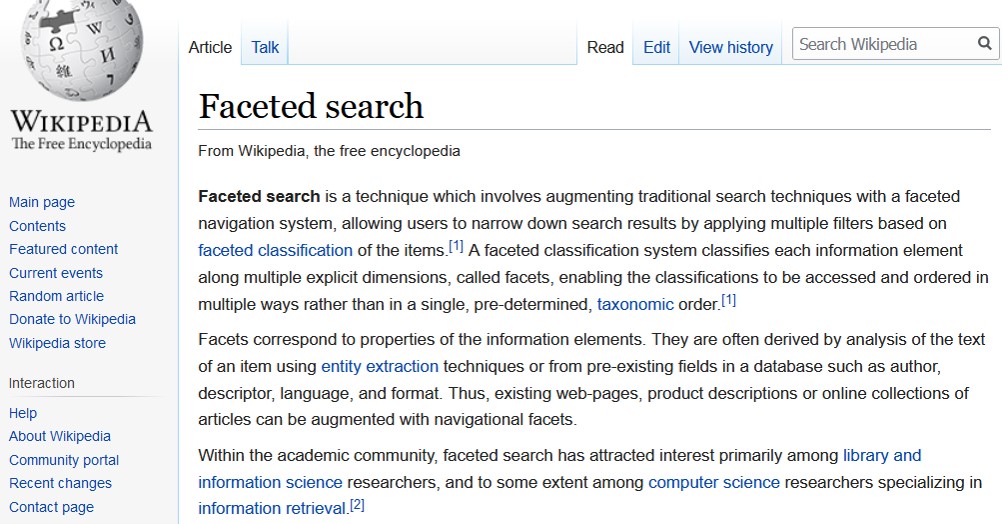 WIKIPEDIA
The Free Encyclopedia
Main page
Contents
Featured content
Current events
Random article
Donate to Wikipedia
Wikipedia store
Interaction
Help
About Wikipedia
Community portal
Recent changes
Contact page
Article Talk Read Edit View history Search Wikipedia
Faceted search
From Wikipedia, the free encyclopedia
Faceted search is a technique which involves augmenting traditional search techniques with a faceted
navigation system, allowing users to narrow down search results by applying multiple filters based on
faceted classification of the items.[1] A faceted classification system classifies each information element
along multiple explicit dimensions, called facets, enabling the classifications to be accessed and ordered in
multiple ways rather than in a single, pre-determined, taxonomic order.[1]
Facets correspond to properties of the information elements. They are often derived by analysis of the text
of an item using entity extraction techniques or from pre-existing fields in a database such as author,
descriptor, language, and format. Thus, existing web-pages, product descriptions or online collections of
articles can be augmented with navigational facets.
Within the academic community, faceted search has attracted interest primarily among library and
information science researchers, and to some extent among computer science researchers specializing in
information retrieval.[2]